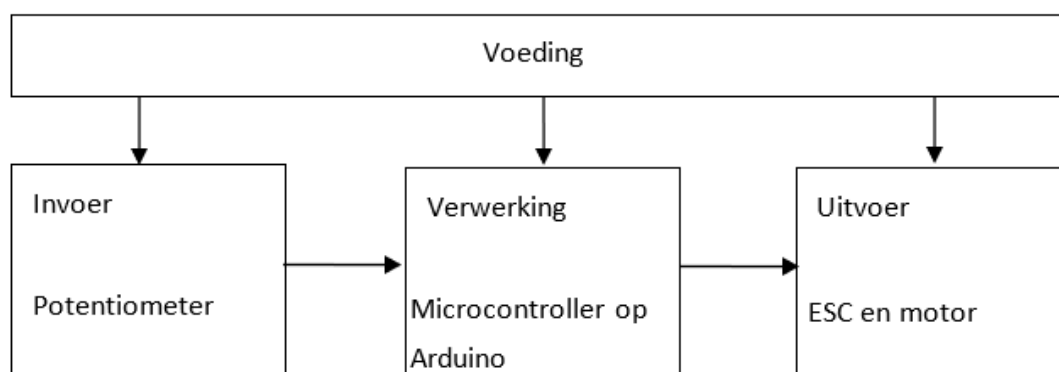 Voeding
Invoer
Potentiometer
Verwerking
Microcontroller op
Arduino
Uitvoer
ESC en motor